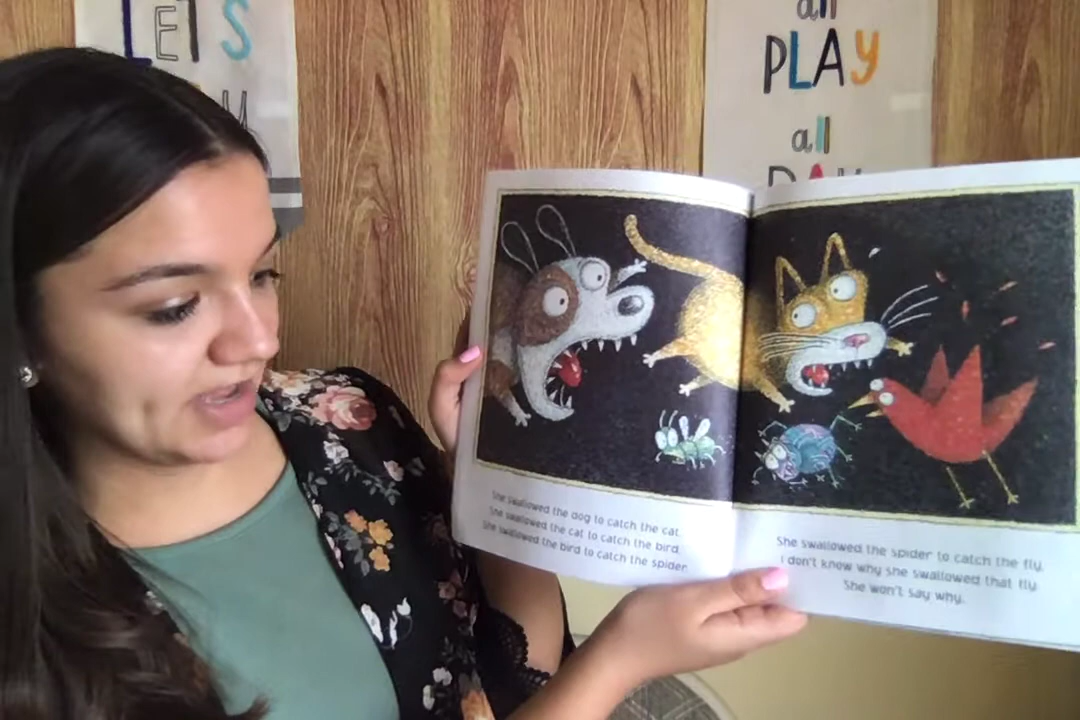 LETS
all
PLAY
all
DAY
She swallowed the dog to catch the cat.
She swallowed the cat to catch the bird.
She swallowed the bird to catch the spider.
She swallowed the spider to catch the fly.
I don't know why she swallowed that fly.
She won't say why.